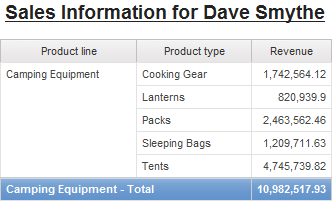 Sales Information for Dave Smythe
Product line Product type Revenue
Camping Equipment Cooking Gear 1,742,564.12
Lanterns 820,939.9
Packs 2,463,562.46
Sleeping Bags 1,209,711.63
Tents 4,745,739.82
Camping Equipment - Total 10,982,517.93